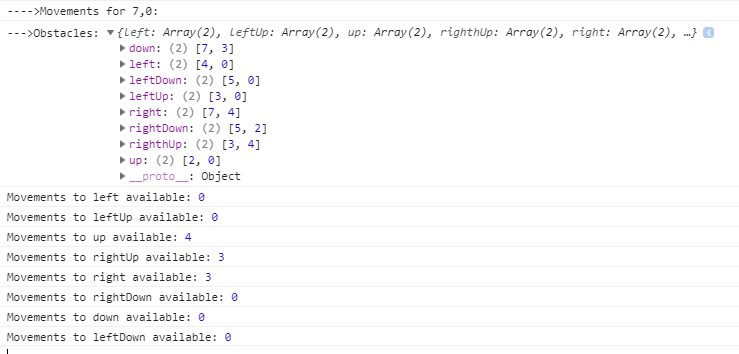 ---->Movements for 7,0:
--->Obstacles: ▼{left: Array(2), leftUp: Array(2), up: Array(2), righthUp: Array(2), right: Array(2), …} i
▶down: (2) [7, 3]
▶left: (2) [4, 0]
▶leftDown: (2) [5, 0]
▶leftUp: (2) [3, 0]
▶right: (2) [7, 4]
▶rightDown: (2) [5, 2]
▶righthUp: (2) [3, 4]
▶up: (2) [2, 0]
▶__proto__: Object
Movements to left available: 0
Movements to leftUp available: 0
Movements to up available: 4
Movements to rightUp available: 3
Movements to right available: 3
Movements to rightDown available: 0
Movements to down available: 0
Movements to leftDown available: 0